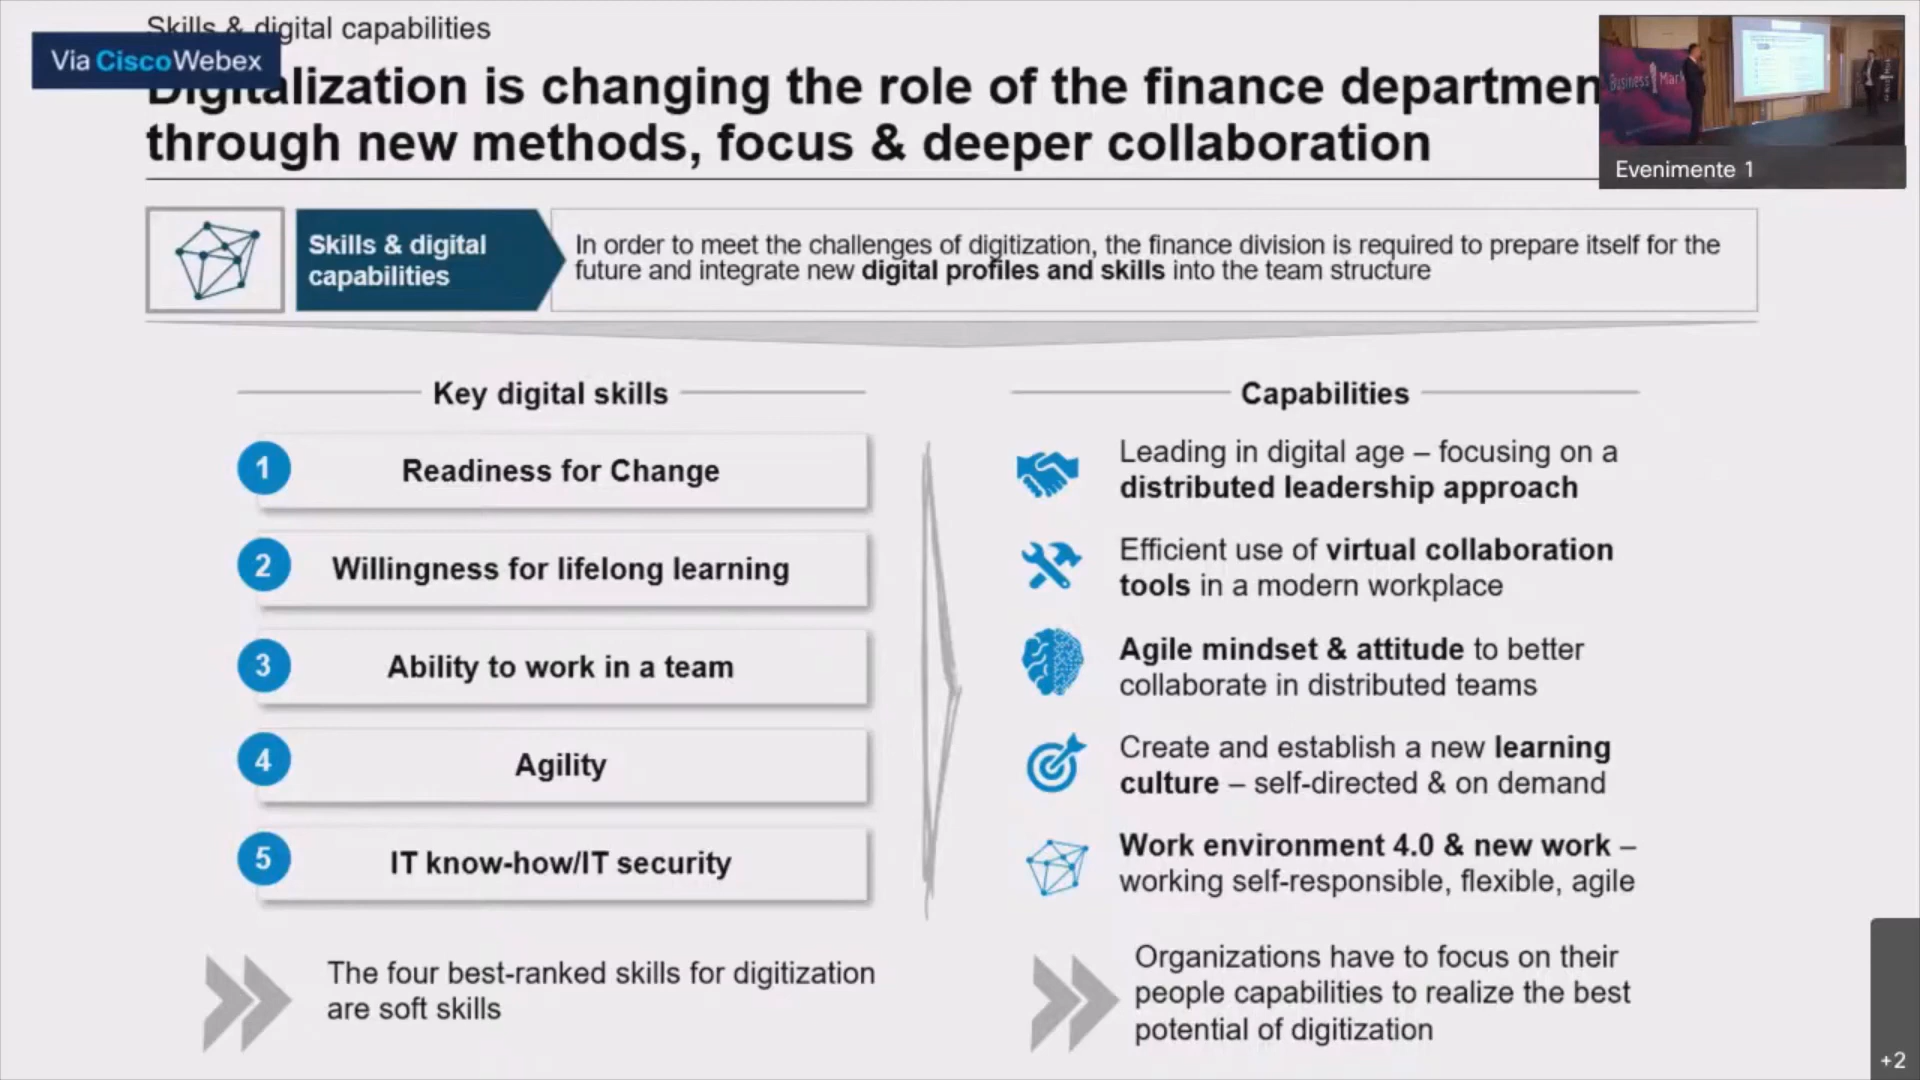 Skills & digital capabilities
Via Cisco Webex
Digitalization is changing the role of the finance departmen
through new methods, focus & deeper collaboration
Business Mark
Evenimente 1
Skills & digital
capabilities
In order to meet the challenges of digitization, the finance division is required to prepare itself for the
future and integrate new digital profiles and skills into the team structure
Key digital skills
1 Readiness for Change
2 Willingness for lifelong learning
3 Ability to work in a team
4 Agility
5 IT know-how/IT security
The four best-ranked skills for digitization
are soft skills
Capabilities
Leading in digital age – focusing on a
distributed leadership approach
Efficient use of virtual collaboration
tools in a modern workplace
Agile mindset & attitude to better
collaborate in distributed teams
Create and establish a new learning
culture – self-directed & on demand
Work environment 4.0 & new work –
working self-responsible, flexible, agile
Organizations have to focus on their
people capabilities to realize the best
potential of digitization
+2